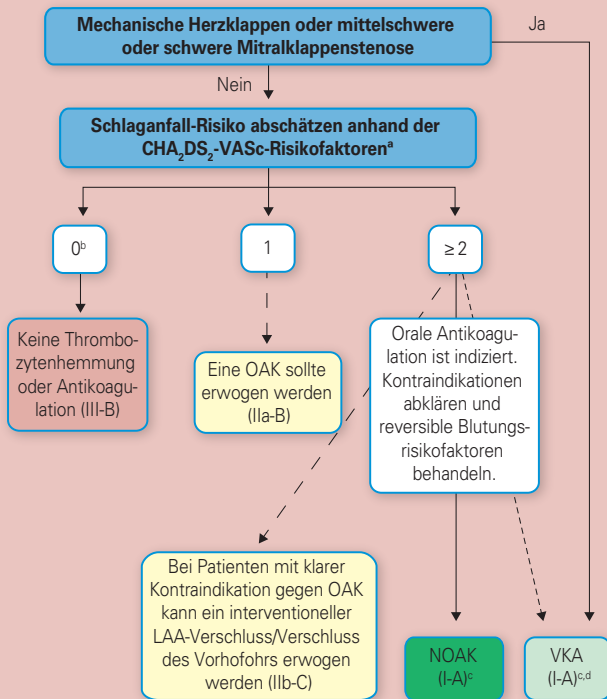 Mechanische Herzklappen oder mittelschwere
oder schwere Mitralklappenstenose
Ja
Nein
Schlaganfall-Risiko abschätzen anhand der
CHA₂DS₂-VASc-Risikofaktorenᵃ
0ᵇ
1
≥ 2
Keine Thrombo-
zytenhemmung
oder Antikoagu-
lation (III-B)
Eine OAK sollte
erwogen werden
(IIa-B)
Orale Antikoagu-
lation ist indiziert.
Kontraindikationen
abklären und
reversible Blutungs-
risikofaktoren
behandeln.
Bei Patienten mit klarer
Kontraindikation gegen OAK
kann ein interventioneller
LAA-Verschluss/Verschluss
des Vorhofohrs erwogen
werden (IIb-C)
NOAK
(I-A)ᶜ
VKA
(I-A)ᶜ,ᵈ